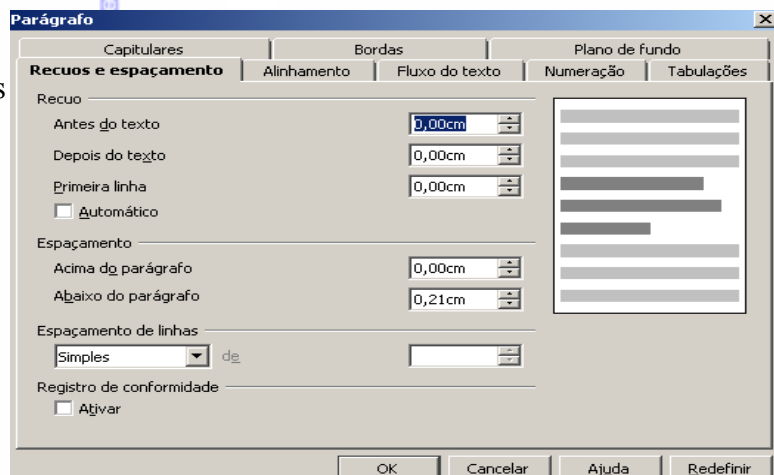 Parágrafo
Capitulares Bordas Plano de fundo
Recuos e espaçamento Alinhamento Fluxo do texto Numeração Tabulações
s
Recuo
Antes do texto 0,00cm
Depois do texto 0,00cm
Primeira linha 0,00cm
Automático
Espaçamento
Acima do parágrafo 0,00cm
Abaixo do parágrafo 0,21cm
Espaçamento de linhas
Simples de
Registro de conformidade
Ativar
OK Cancelar Ajuda Redefinir